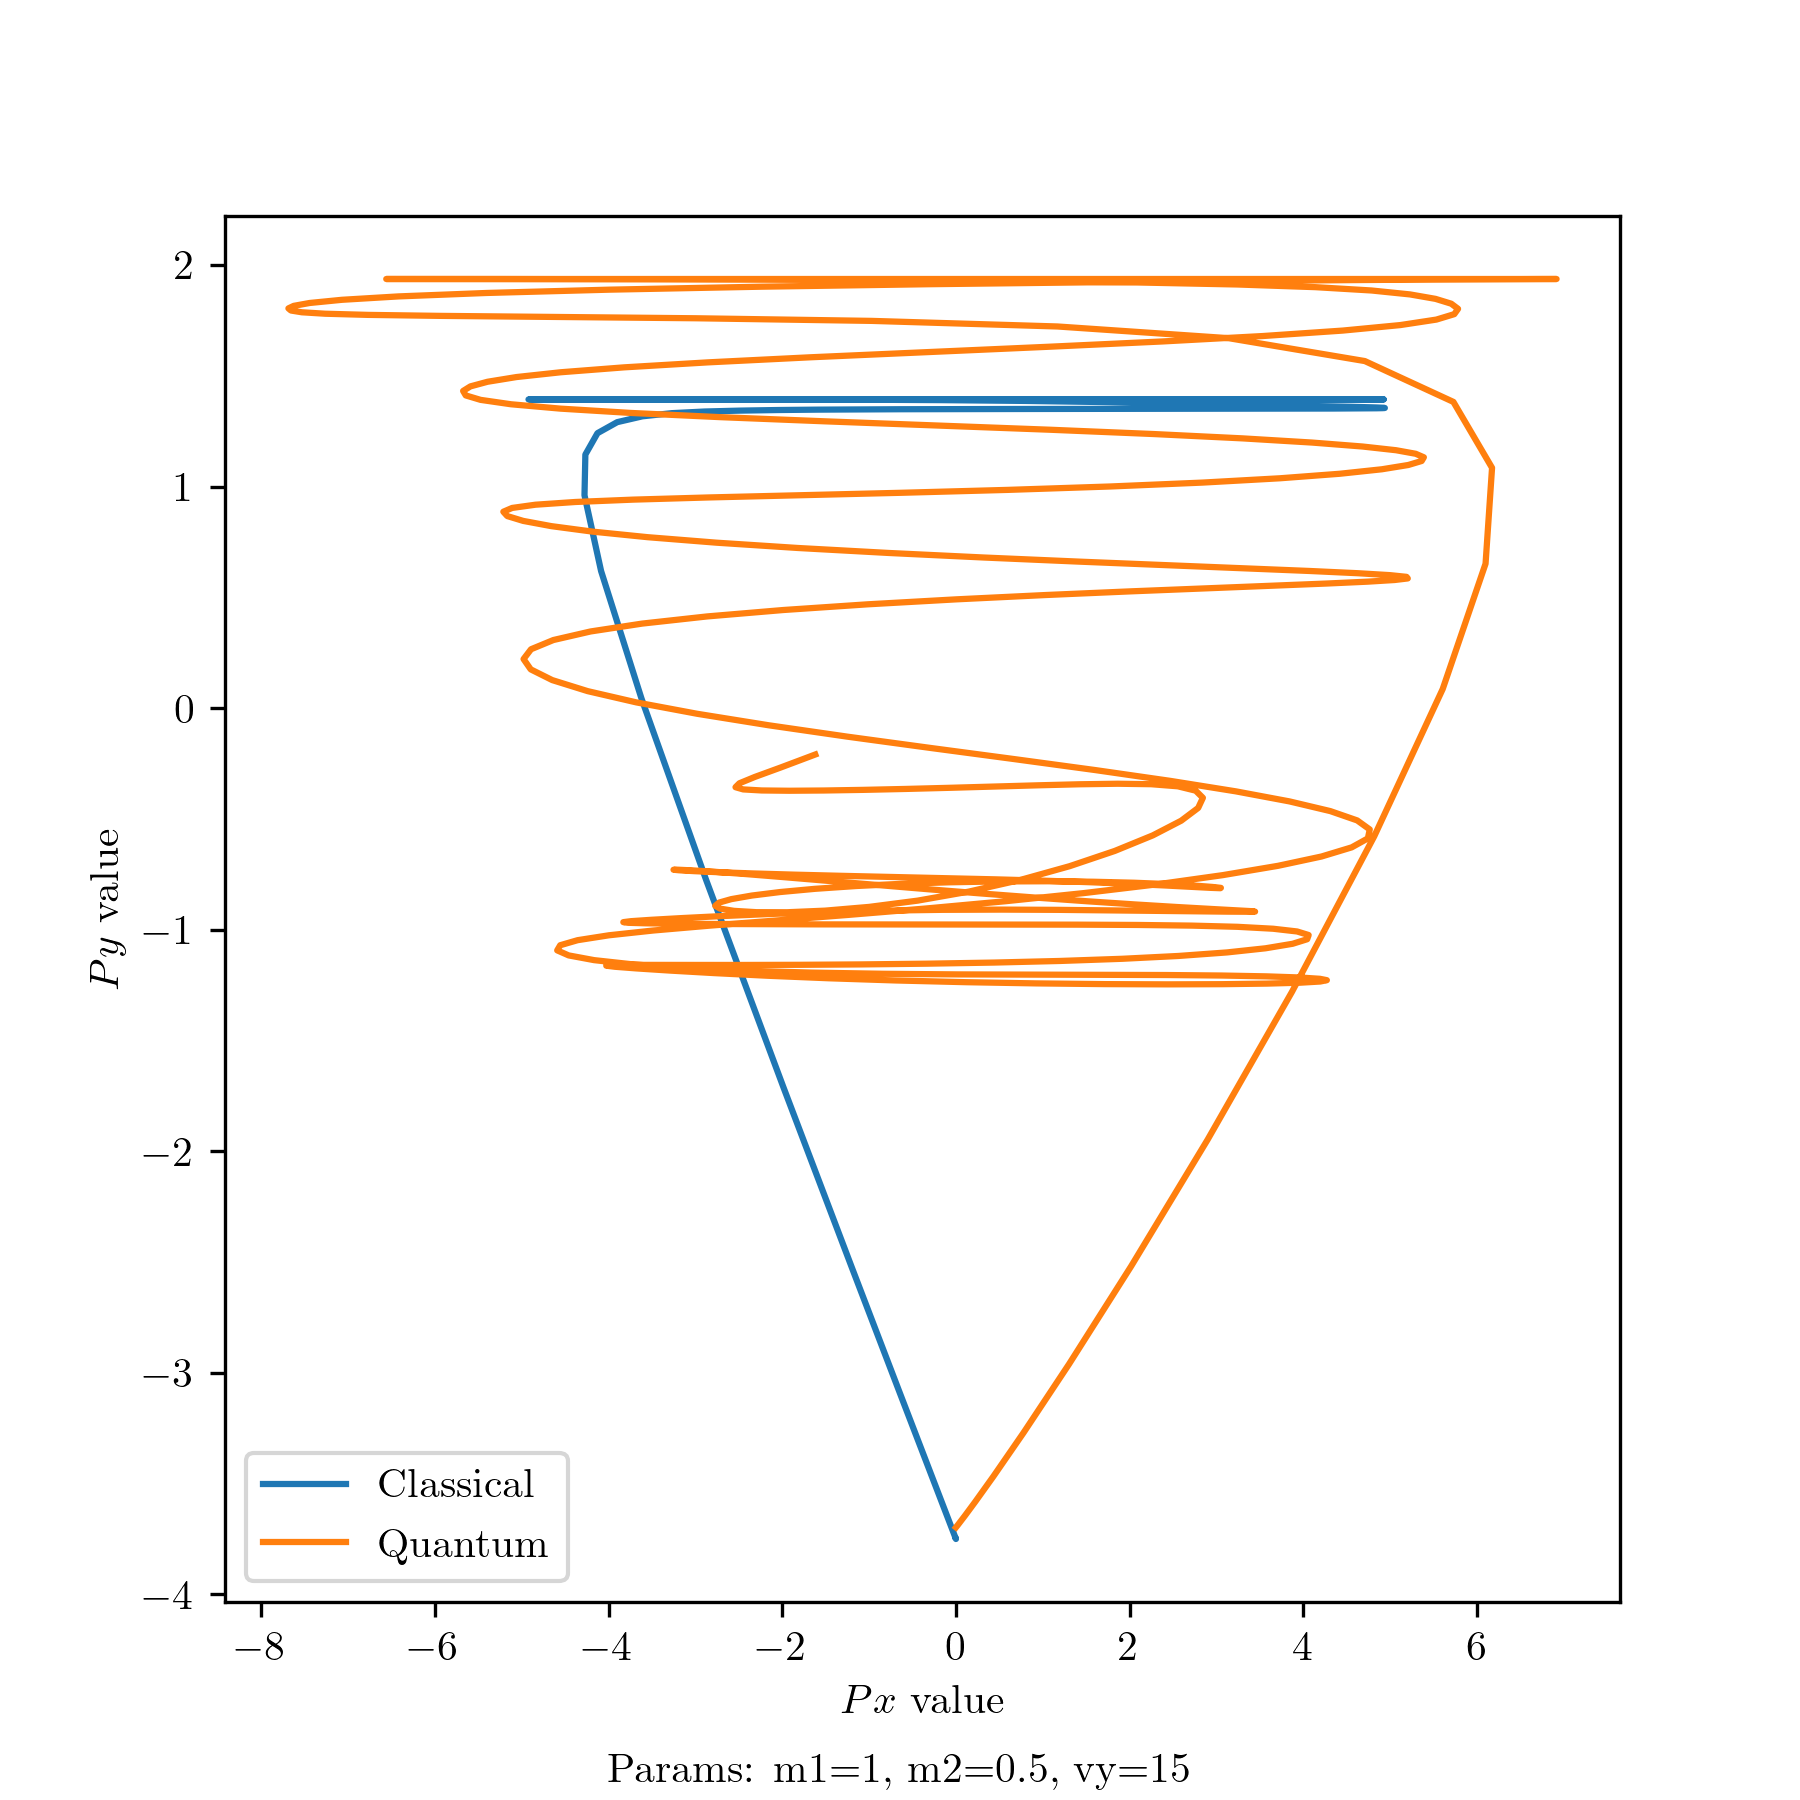 2
1
0
−1
−2
−3
−4
Py value
Classical
Quantum
−8 −6 −4 −2 0 2 4 6
Px value
Params: m1=1, m2=0.5, vy=15